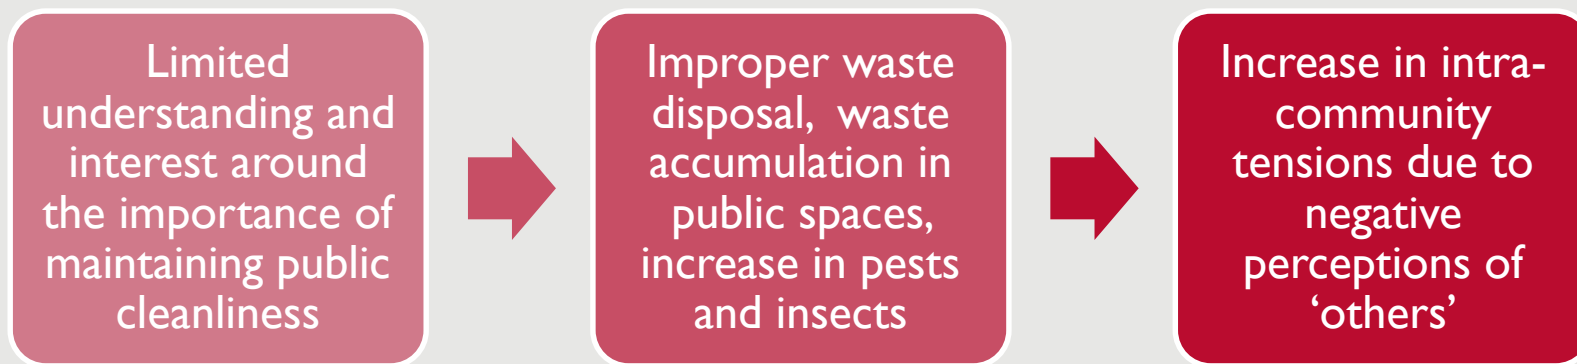 Limited
understanding and
interest around
the importance of
maintaining public
cleanliness
Improper waste
disposal, waste
accumulation in
public spaces,
increase in pests
and insects
Increase in intra-
community
tensions due to
negative
perceptions of
‘others’